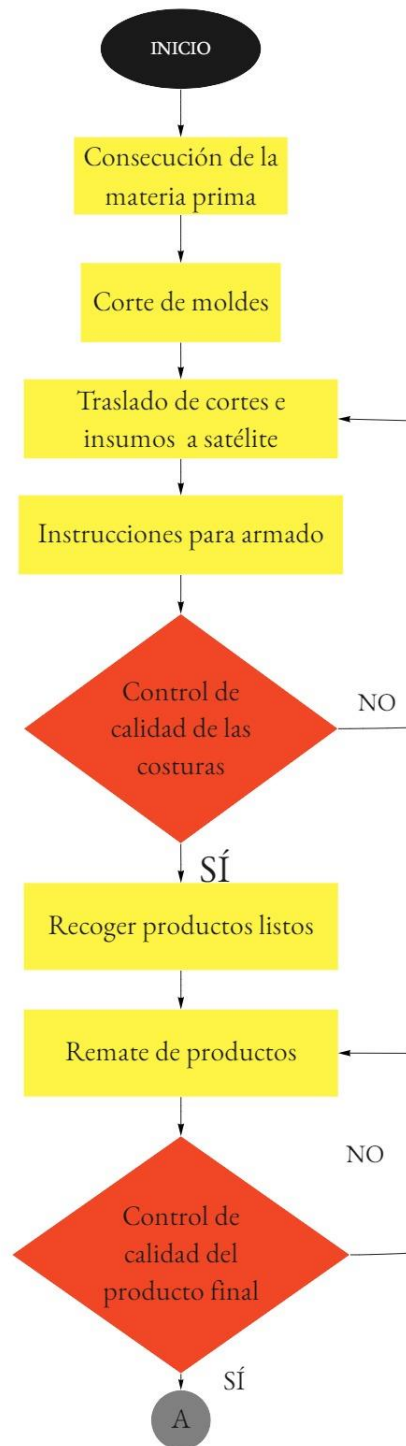 INICIO
Consecución de la
materia prima
Corte de moldes
Traslado de cortes e
insumos a satélite
Instrucciones para armado
Control de
calidad de las
costuras
NO
SÍ
Recoger productos listos
Remate de productos
NO
Control de
calidad del
producto final
SÍ
A